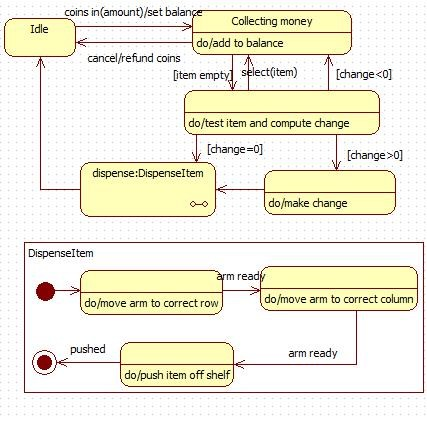 coins in(amount)/set balance
Idle
Collecting money
do/add to balance
cancel/refund coins
[item empty]
select(item)
[change<0]
do/test item and compute change
[change=0]
[change>0]
dispense:DispenseItem
do/make change
DispenseItem
arm ready
do/move arm to correct row
do/move arm to correct column
pushed
arm ready
do/push item off shelf